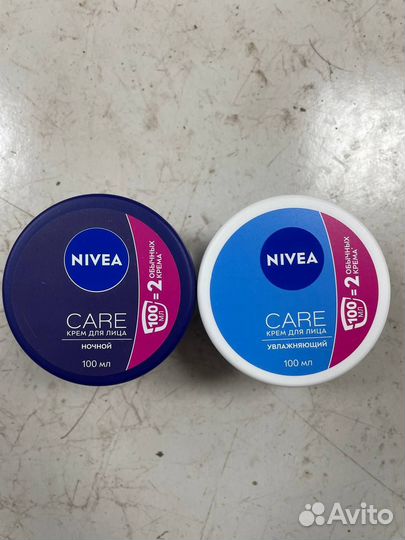 NIVEA
CARE
КРЕМ ДЛЯ ЛИЦА
НОЧНОЙ
100 МЛ
100 МЛ = 2 ОБЫЧНЫХ КРЕМА*
NIVEA
CARE
КРЕМ ДЛЯ ЛИЦА
УВЛАЖНЯЮЩИЙ
100 МЛ
100 МЛ = 2 ОБЫЧНЫХ КРЕМА*
Avito